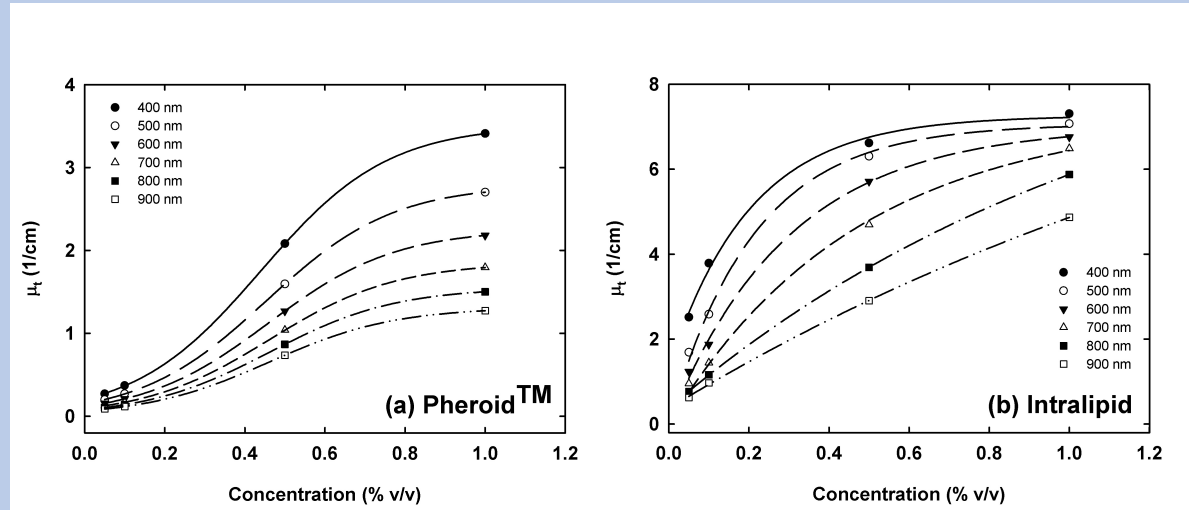 4
3
2
1
0
μt (1/cm)
400 nm
500 nm
600 nm
700 nm
800 nm
900 nm
(a) Pheroid™
0.0 0.2 0.4 0.6 0.8 1.0 1.2
Concentration (% v/v)
8
6
4
2
0
μt (1/cm)
400 nm
500 nm
600 nm
700 nm
800 nm
900 nm
(b) Intralipid
0.0 0.2 0.4 0.6 0.8 1.0 1.2
Concentration (% v/v)